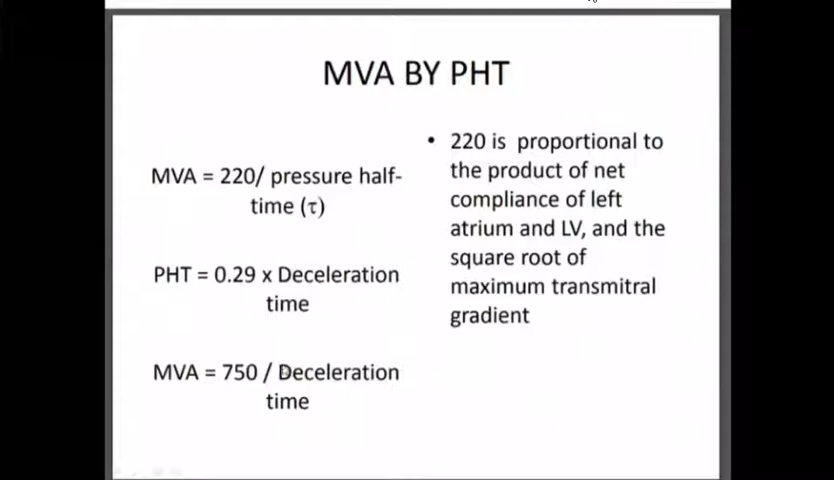 MVA BY PHT
MVA = 220/ pressure half-
time (τ)
PHT = 0.29 x Deceleration
time
MVA = 750 / Deceleration
time
• 220 is proportional to
the product of net
compliance of left
atrium and LV, and the
square root of
maximum transmitral
gradient